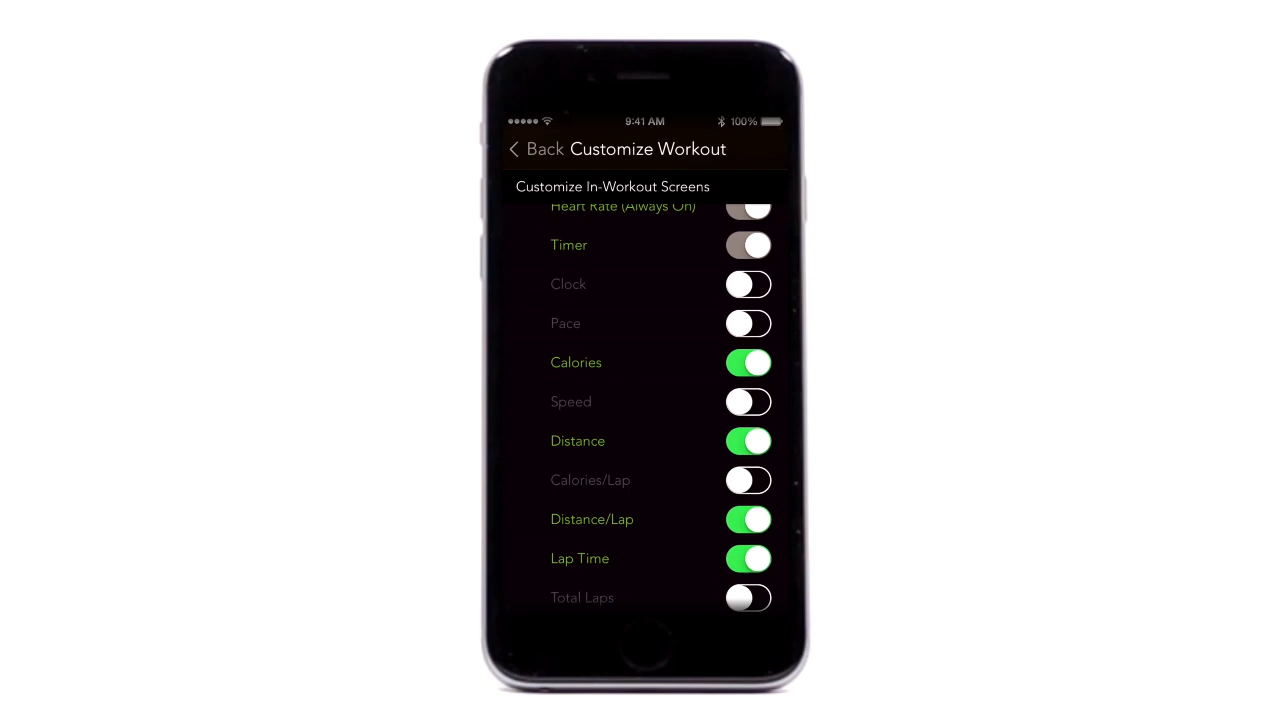 9:41 AM 100%
Back Customize Workout
Customize In-Workout Screens
Heart Rate (Always On)
Timer
Clock
Pace
Calories
Speed
Distance
Calories/Lap
Distance/Lap
Lap Time
Total Laps